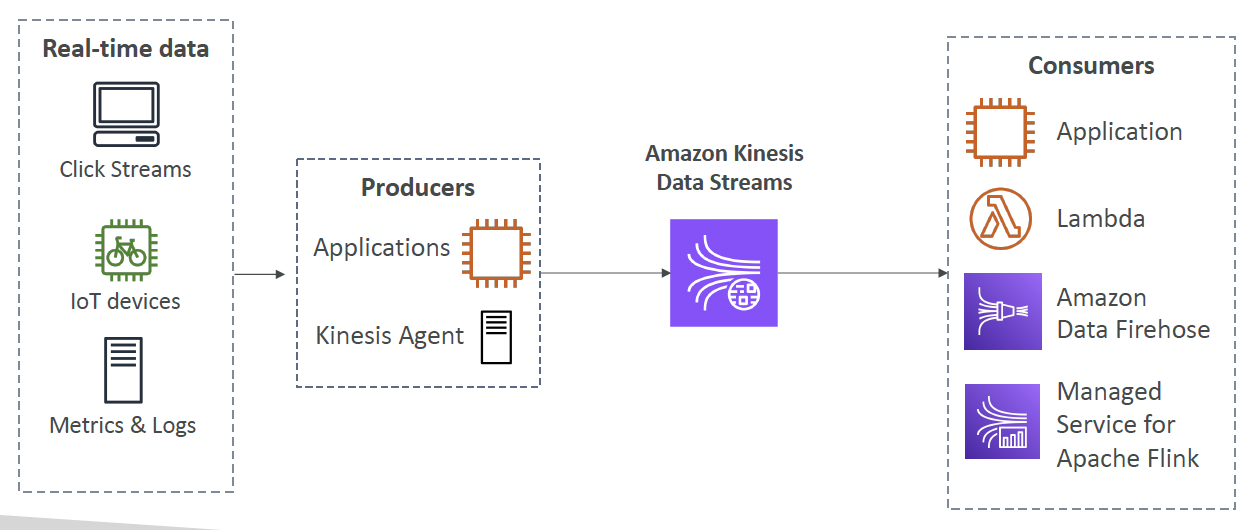 Real-time data
Click Streams
IoT devices
Metrics & Logs
Producers
Applications
Kinesis Agent
Amazon Kinesis
Data Streams
Consumers
Application
Lambda
Amazon
Data Firehose
Managed
Service for
Apache Flink